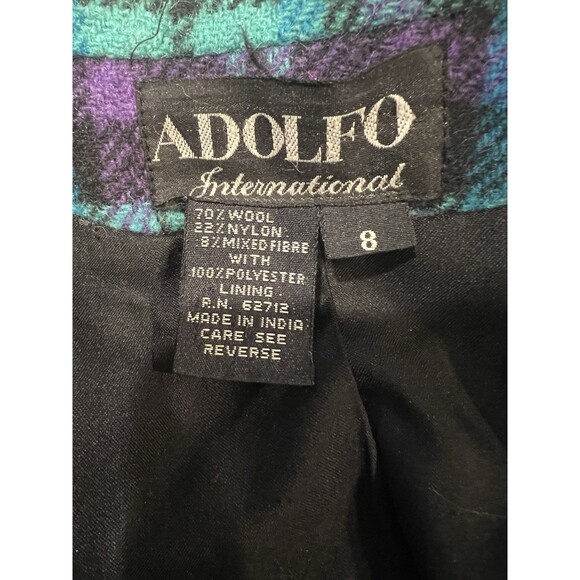 ADOLFO
International
70% WOOL
22% NYLON
8% MIXED FIBRE
WITH
100% POLYESTER
LINING
R.N. 62712
MADE IN INDIA
CARE SEE
REVERSE
8